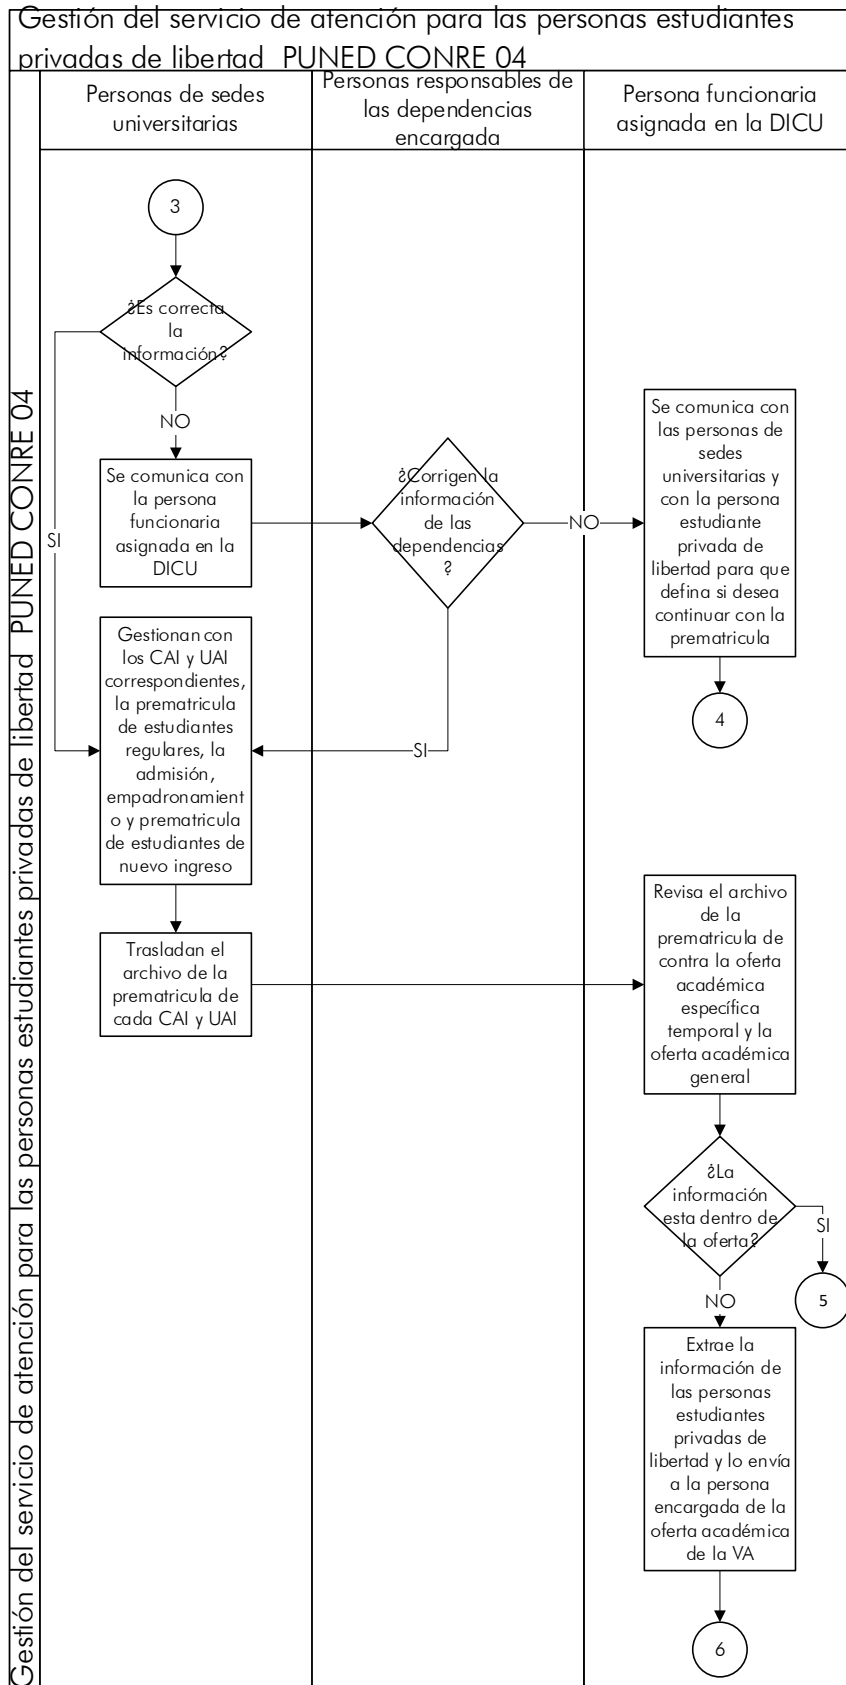 Gestión del servicio de atención para las personas estudiantes
privadas de libertad PUNED CONRE 04
Gestión del servicio de atención para las personas estudiantes privadas de libertad PUNED CONRE 04
Personas de sedes
universitarias
Personas responsables de
las dependencias
encargada
Persona funcionaria
asignada en la DICU
3
¿Es correcta
la
información?
NO
SI
Se comunica con
la persona
funcionaria
asignada en la
DICU
¿Corrigen la
información
de las
dependencias
?
NO
SI
Se comunica con
las personas de
sedes
universitarias y
con la persona
estudiante
privada de
libertad para que
defina si desea
continuar con la
prematricula
4
Gestionan con
los CAI y UAI
correspondientes,
la prematricula
de estudiantes
regulares, la
admisión,
empadronamient
o y prematricula
de estudiantes de
nuevo ingreso
Trasladan el
archivo de la
prematricula de
cada CAI y UAI
Revisa el archivo
de la
prematricula de
contra la oferta
académica
específica
temporal y la
oferta académica
general
¿La
información
esta dentro de
la oferta?
SI
5
NO
Extrae la
información de
las personas
estudiantes
privadas de
libertad y lo envía
a la persona
encargada de la
oferta académica
de la VA
6